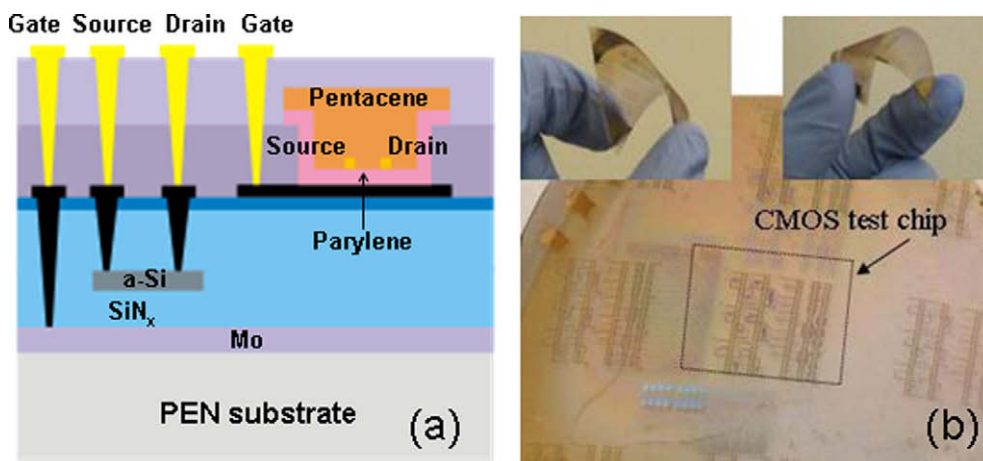 Gate Source Drain Gate
Pentacene
Source Drain
Parylene
a-Si
SiNx
Mo
PEN substrate
(a)
CMOS test chip
(b)